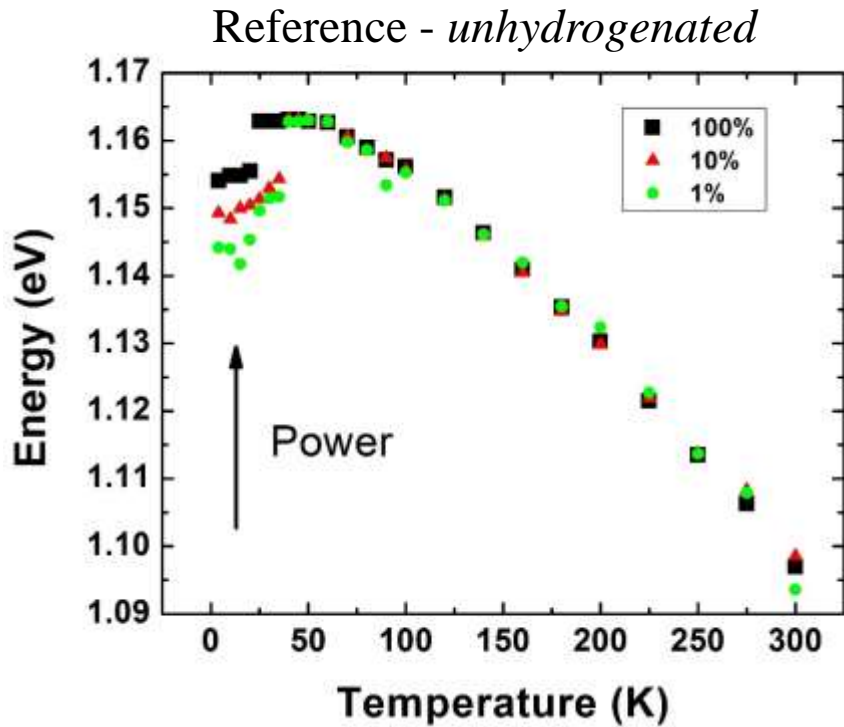 Reference - unhydrogenated
1.17
1.16
1.15
1.14
1.13
1.12
1.11
1.10
1.09
Energy (eV)
100%
10%
1%
Power
0 50 100 150 200 250 300
Temperature (K)